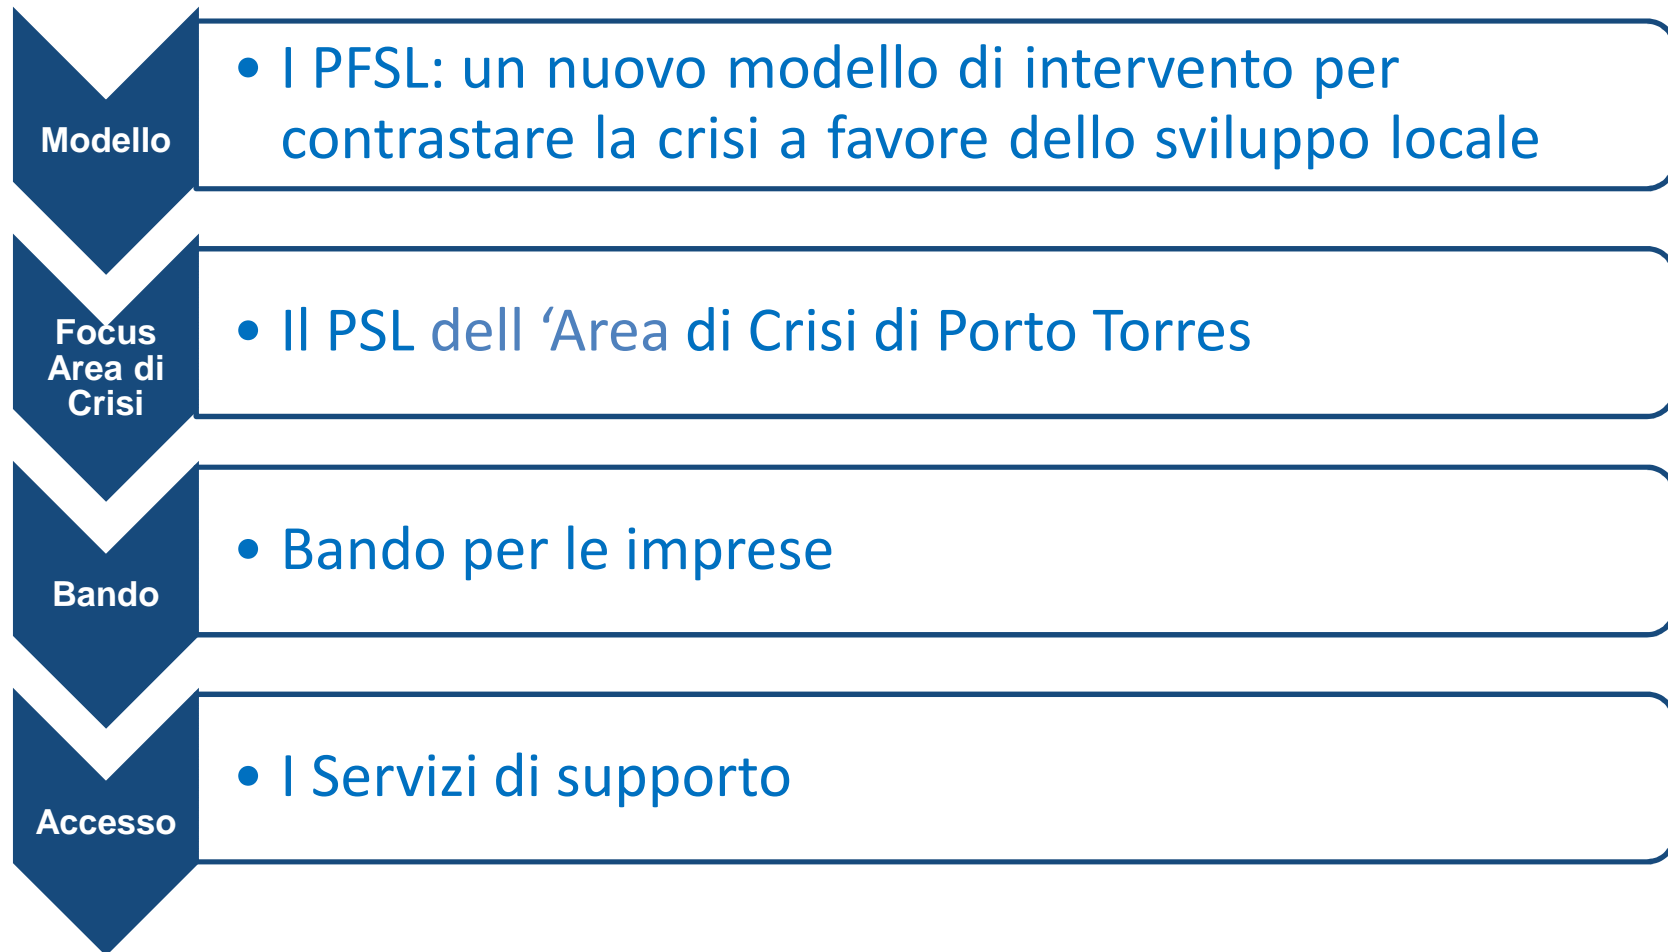 Modello
• I PFSL: un nuovo modello di intervento per
contrastare la crisi a favore dello sviluppo locale
Focus
Area di
Crisi
• Il PSL dell ‘Area di Crisi di Porto Torres
Bando
• Bando per le imprese
Accesso
• I Servizi di supporto